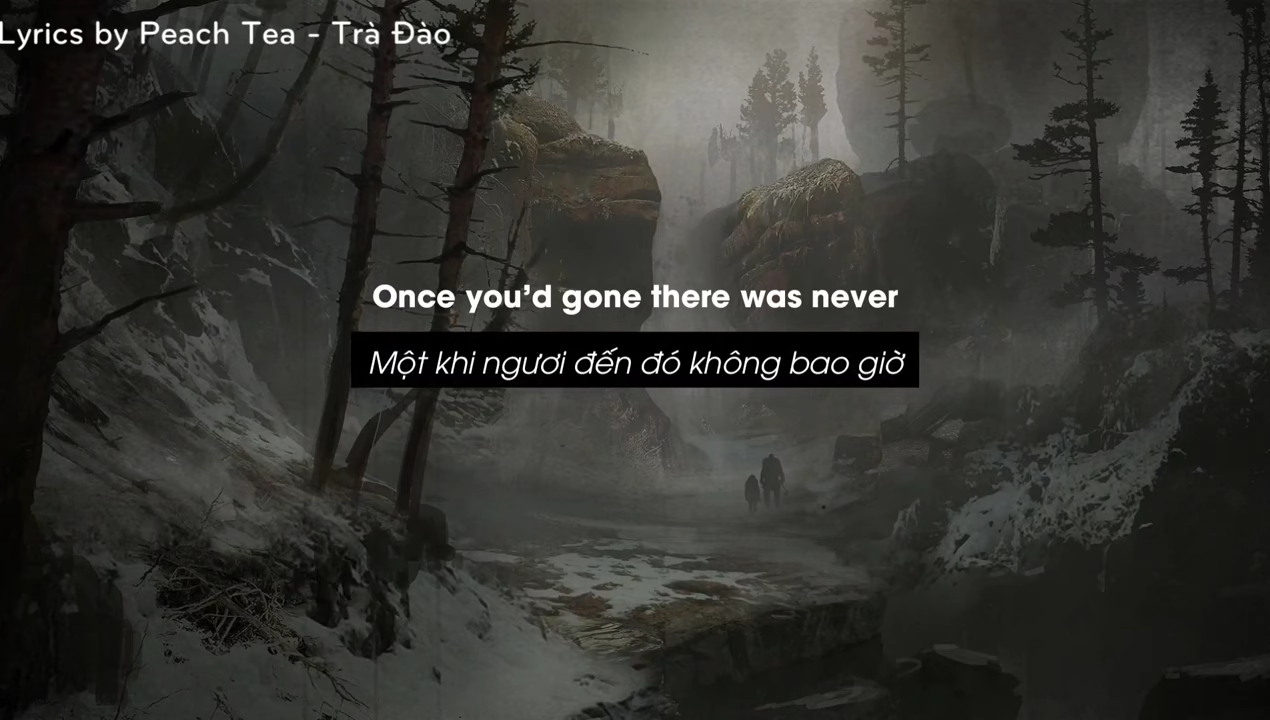 Lyrics by Peach Tea - Trà Đào
Once you’d gone there was never
Một khi ngươi đến đó không bao giờ